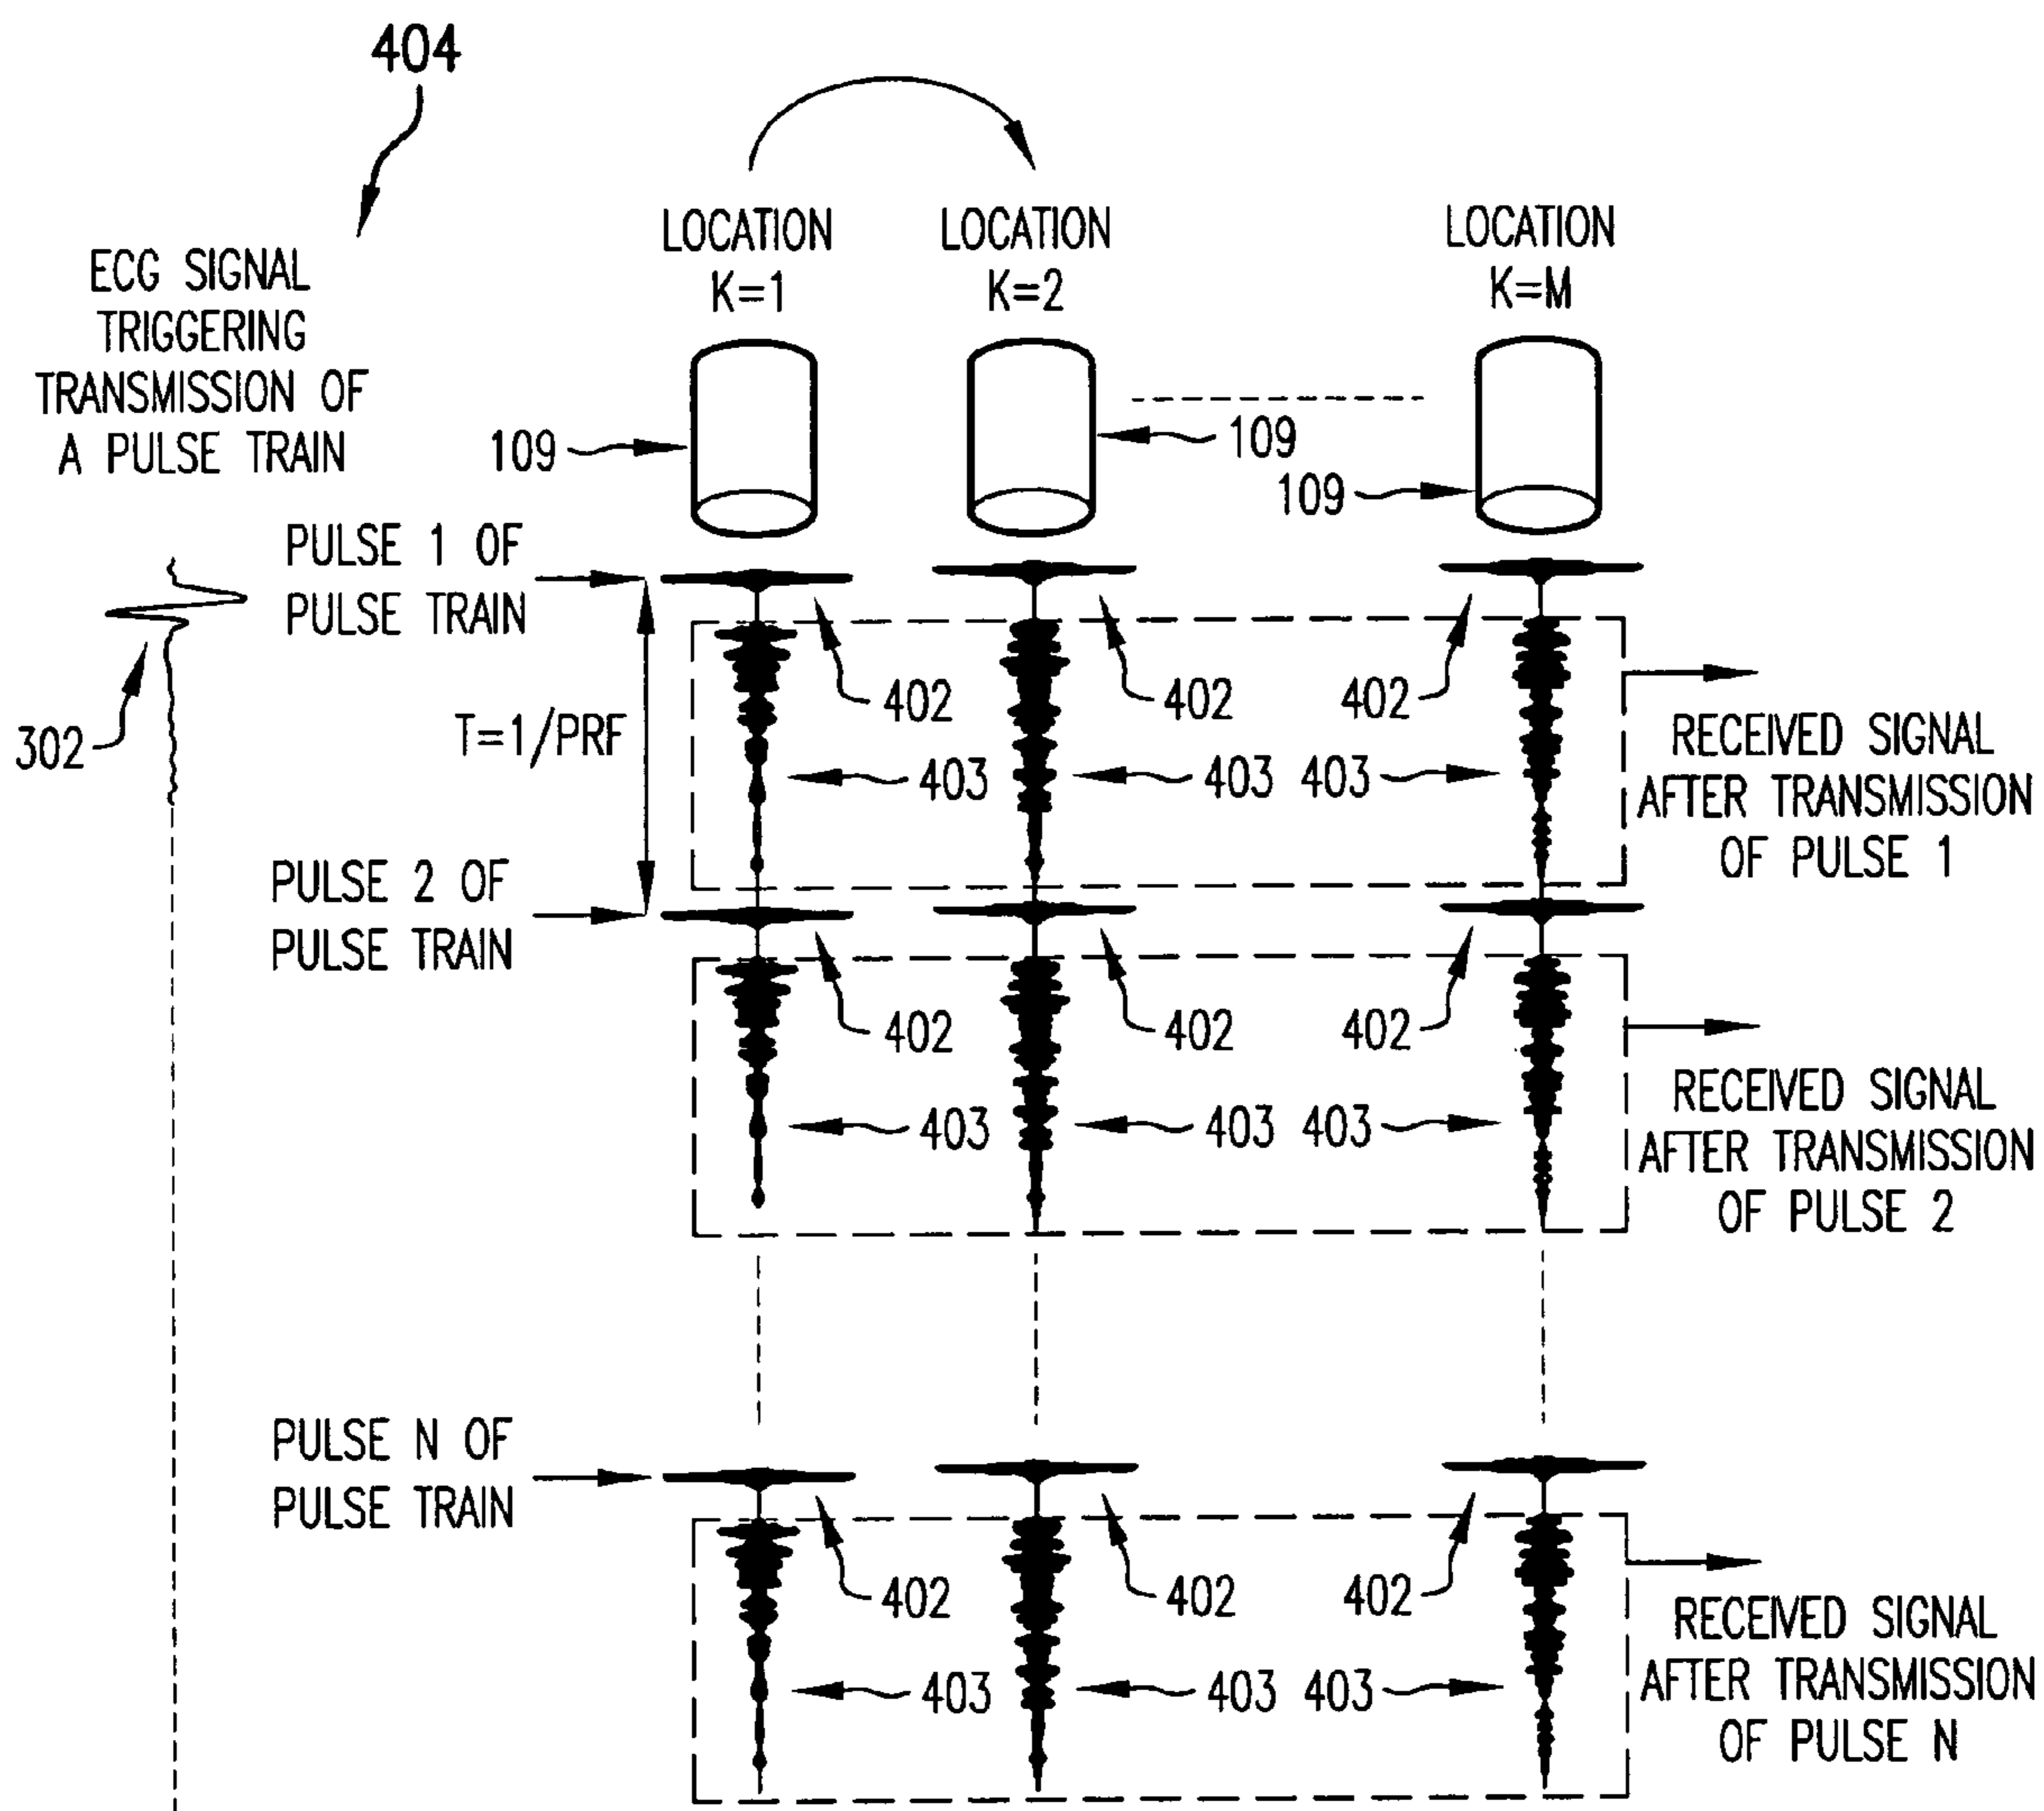 404
LOCATION
K=1
LOCATION
K=2
LOCATION
K=M
ECG SIGNAL
TRIGGERING
TRANSMISSION OF
A PULSE TRAIN
109
109
109
302
PULSE 1 OF
PULSE TRAIN
T=1/PRF
402
402
402
403
403
403
RECEIVED SIGNAL
AFTER TRANSMISSION
OF PULSE 1
PULSE 2 OF
PULSE TRAIN
402
402
402
403
403
403
RECEIVED SIGNAL
AFTER TRANSMISSION
OF PULSE 2
PULSE N OF
PULSE TRAIN
402
402
402
403
403
403
RECEIVED SIGNAL
AFTER TRANSMISSION
OF PULSE N